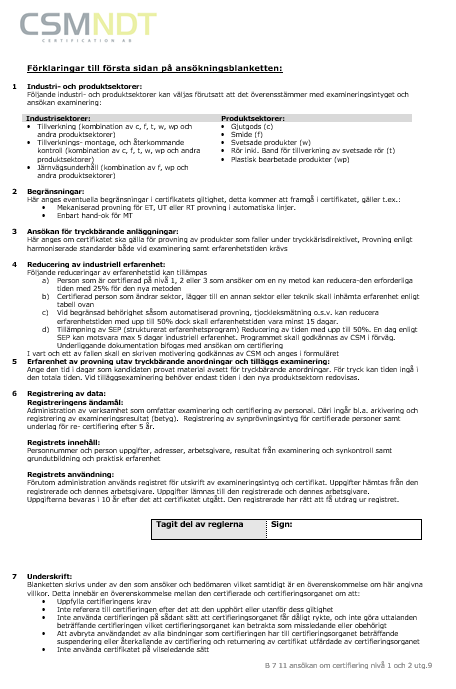 CSMNDT
CERTIFICATION AB
Förklaringar till första sidan på ansökningsblanketten:
1 Industri- och produktsektorer:
Följande industri- och produktsektorer kan väljas förutsatt att det överensstämmer med examineringsintyget och
ansökan examinering:
Industrisektorer: Produktsektorer:
• Tillverkning (kombination av c, f, t, w, wp och
andra produktsektorer)
• Tillverknings- montage, och återkommande
kontroll (kombination av c, f, t, w, wp och andra
produktsektorer)
• Järnvägsunderhåll (kombination av f, wp och
andra produktsektorer)
• Gjutgods (c)
• Smide (f)
• Svetsade produkter (w)
• Rör inkl. Band för tillverkning av svetsade rör (t)
• Plastisk bearbetade produkter (wp)
2 Begränsningar:
Här anges eventuella begränsningar i certifikatets giltighet, detta kommer att framgå i certifikatet, gäller t.ex.:
• Mekaniserad provning för ET, UT eller RT provning i automatiska linjer.
• Enbart hand-ok för MT
3 Ansökan för tryckbärande anläggningar:
Här anges om certifikatet ska gälla för provning av produkter som faller under tryckkärlsdirektivet, Provning enligt
harmoniserade standarder både vid examinering samt erfarenhetstiden krävs
4 Reducering av industriell erfarenhet:
Följande reduceringar av erfarenhetstid kan tillämpas
a) Person som är certifierad på nivå 1, 2 eller 3 som ansöker om en ny metod kan reducera-den erforderliga
tiden med 25% för den nya metoden
b) Certifierad person som ändrar sektor, lägger till en annan sektor eller teknik skall inhämta erfarenhet enligt
tabell ovan
c) Vid begränsad behörighet såsom automatiserad provning, tjockleksmätning o.s.v. kan reducera
erfarenhetstiden med upp till 50% dock skall erfarenhetstiden vara minst 15 dagar.
d) Tillämpning av SEP (strukturerat erfarenhetsprogram) Reducering av tiden med upp till 50%. En dag enligt
SEP kan motsvara max 5 dagar industriell erfarenhet. Programmet skall godkännas av CSM i förväg.
Underliggande dokumentation bifogas med ansökan om certifiering
I vart och ett av fallen skall en skriven motivering godkännas av CSM och anges i formuläret
5 Erfarenhet av provning utav tryckbärande anordningar och tilläggs examinering:
Ange den tid i dagar som kandidaten provat material avsett för tryckbärande anordningar. För tryck kan tiden ingå i
den totala tiden. Vid tilläggsexaminering behöver endast tiden i den nya produktsektorn redovisas.
6 Registrering av data:
Registreringens ändamål:
Administration av verksamhet som omfattar examinering och certifiering av personal. Däri ingår bl.a. arkivering och
registrering av examineringsresultat (betyg). Registrering av synprövningsintyg för certifierade personer samt
underlag för re- certifiering efter 5 år.
Registrets innehåll:
Personnummer och person uppgifter, adresser, arbetsgivare, resultat från examinering och synkontroll samt
grundutbildning och praktisk erfarenhet
Registrets användning:
Förutom administration används registret för utskrift av examineringsintyg och certifikat. Uppgifter hämtas från den
registrerade och dennes arbetsgivare. Uppgifter lämnas till den registrerade och dennes arbetsgivare.
Uppgifterna bevaras i 10 år efter det att certifikatet utgått. Den registrerade har rätt att få utdrag ur registret.
Tagit del av reglerna Sign:
7 Underskrift:
Blanketten skrivs under av den som ansöker och bedömaren vilket samtidigt är en överenskommelse om här angivna
villkor. Detta innebär en överenskommelse mellan den certifierade och certifieringsorganet om att:
• Uppfylla certifieringens krav
• Inte referera till certifieringen efter det att den upphört eller utanför dess giltighet
• Inte använda certifieringen på sådant sätt att certifieringsorganet får dåligt rykte, och inte göra uttalanden
beträffande certifieringen vilket certifieringsorganet kan betrakta som missledande eller obehörigt
• Att avbryta användandet av alla bindningar som certifieringen har till certifieringsorganet beträffande
suspendering eller återkallande av certifiering och returnering av certifikat utfärdade av certifieringsorganet
• Inte använda certifikatet på vilseledande sätt
B 7 11 ansökan om certifiering nivå 1 och 2 utg.9